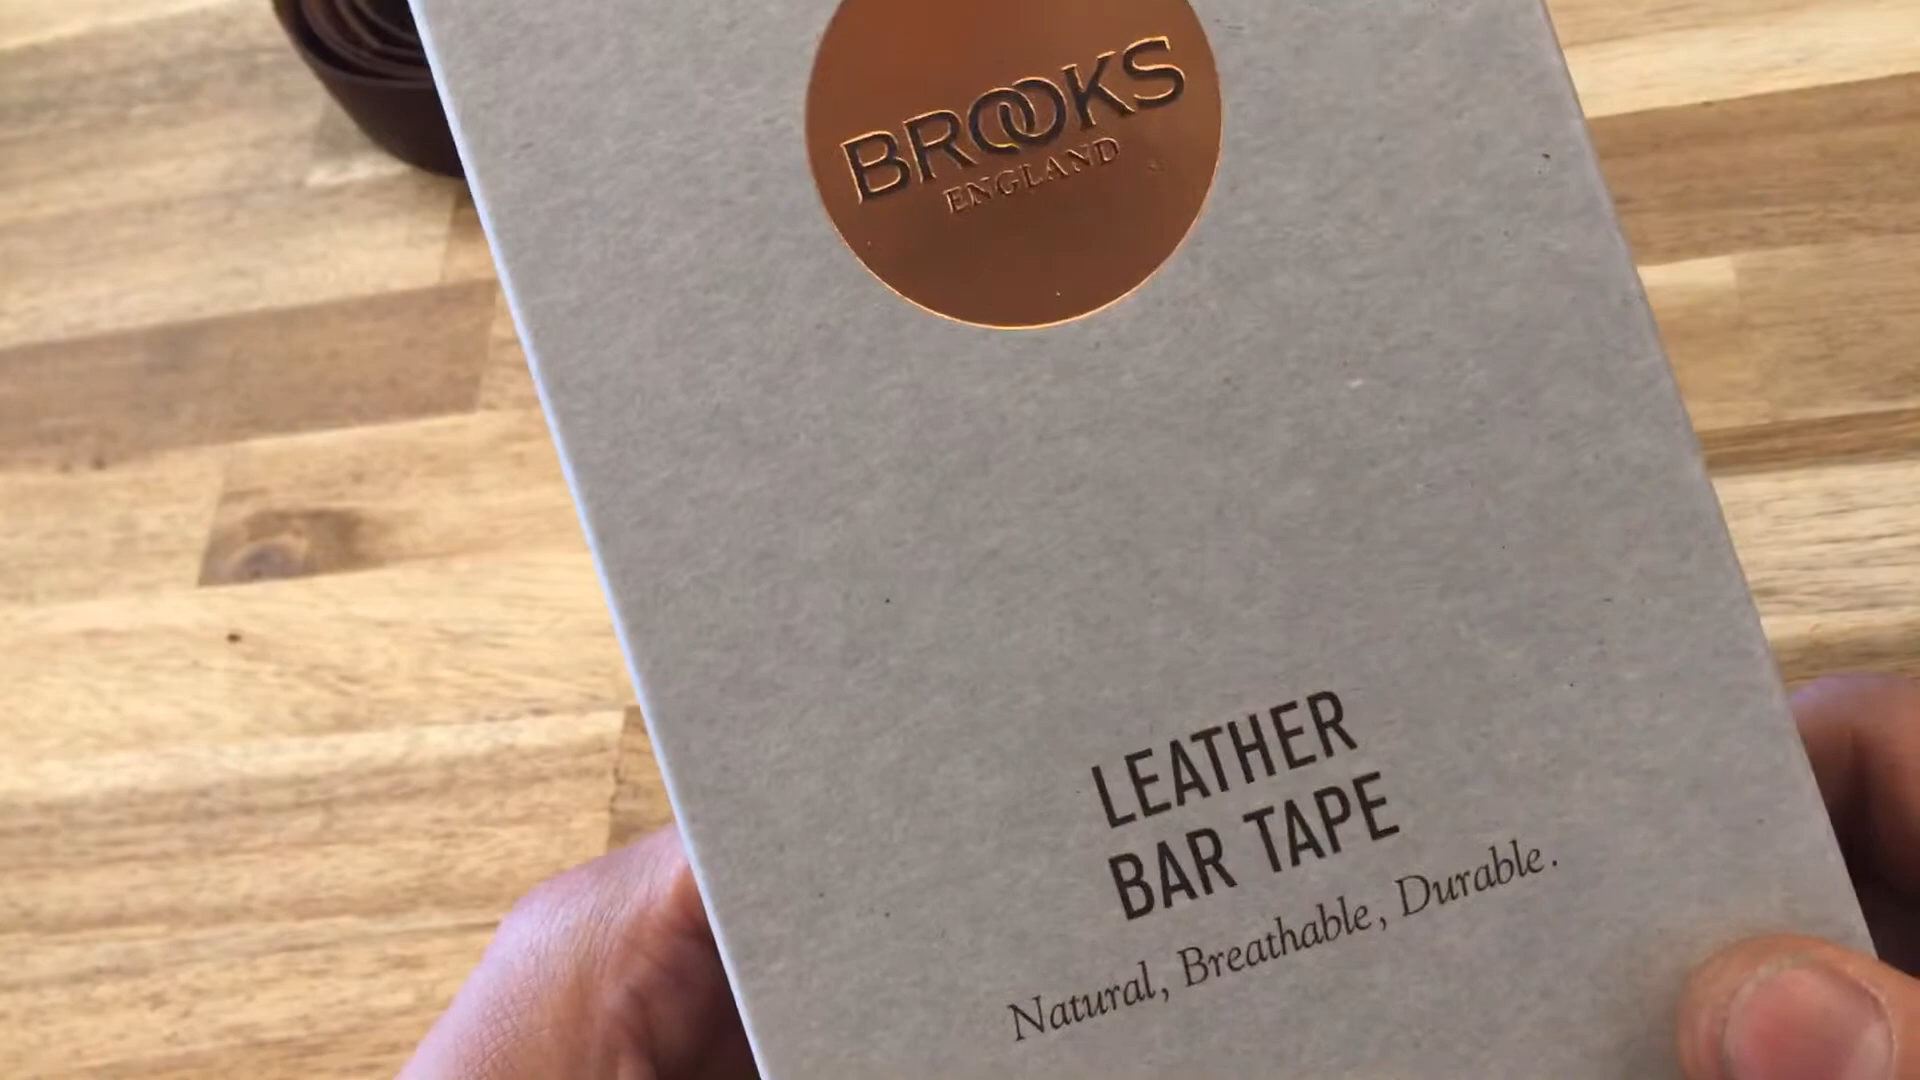 BROOKS
ENGLAND
LEATHER
BAR TAPE
Natural, Breathable, Durable.